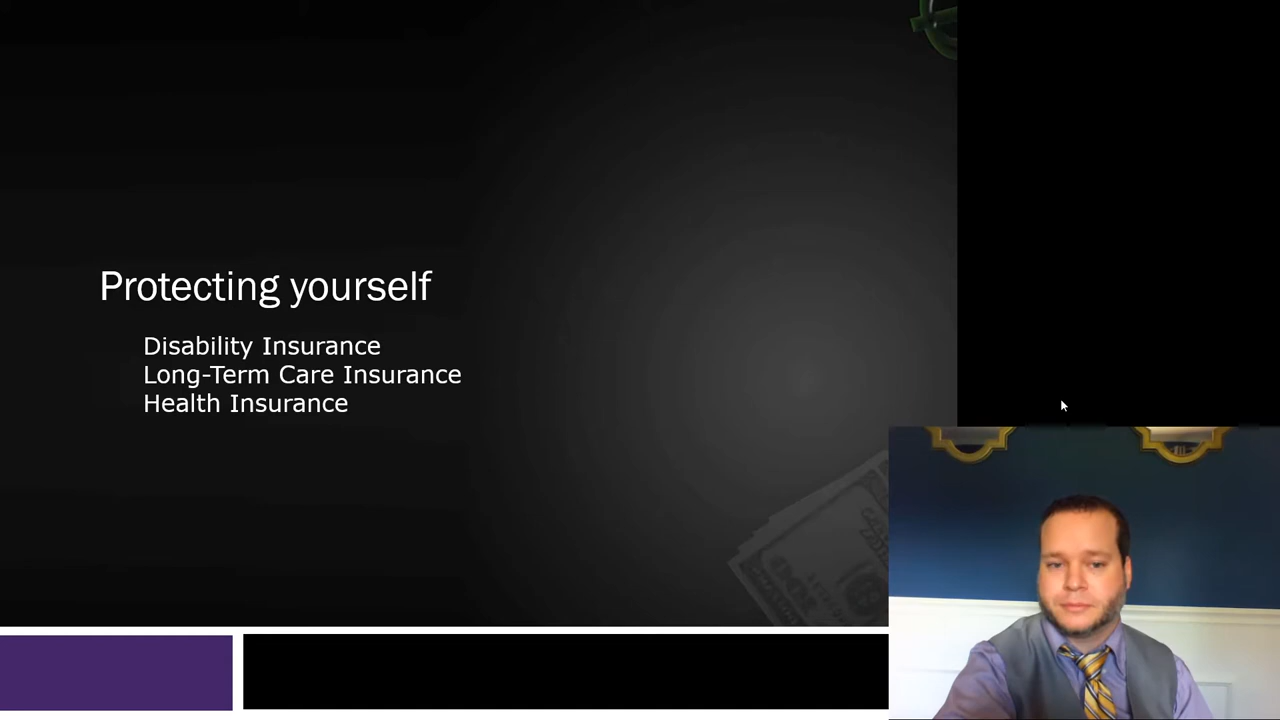 Protecting yourself
Disability Insurance
Long-Term Care Insurance
Health Insurance